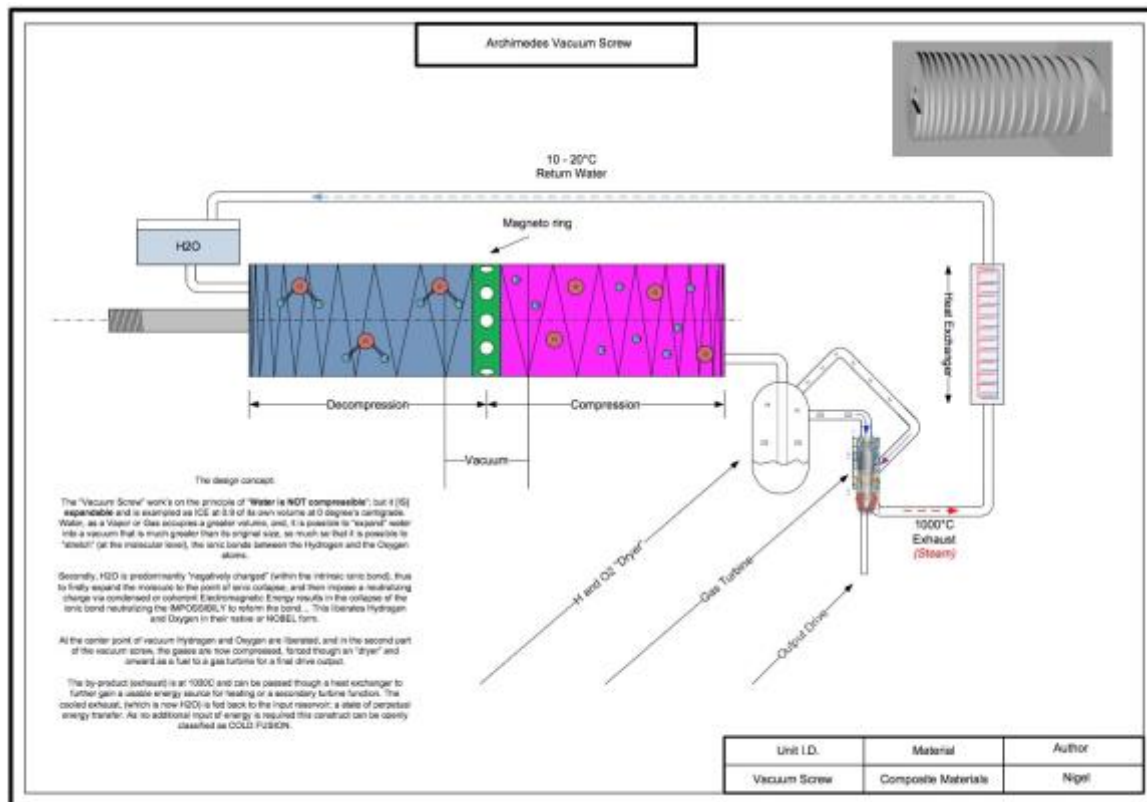 Archimedes Vacuum Screw
10 - 20°C
Return Water
Magneto ring
H2O
Heat Exchanger
Decompression
Compression
Vacuum
1000°C
Exhaust
(Steam)
H and O2 "Dryer"
Gas Turbine
Output Drive
The design concept:
The "Vacuum Screw" work's on the principle of "Water is NOT compressible"; but it [IS]
expandable and is exampled as ICE at 0.9 of its own volume at 0 degree's centigrade.
Water, as a Vapor or Gas occupies a greater volume, and, it is possible to "expand" water
into a vacuum that is much greater than its original size, so much so that it is possible to
"stretch" (at the molecular level), the ionic bonds between the Hydrogen and the Oxygen
atoms.
Secondly, H2O is predominantly "negatively charged" (within the intrinsic ionic bond), thus
to firstly expand the molecule to the point of ionic collapse, and then impose a neutralizing
charge via condensed or coherent Electromagnetic Energy results in the collapse of the
ionic bond neutralizing the IMPOSSIBILY to reform the bond... This liberates Hydrogen
and Oxygen in their native or NOBEL form.
At the center point of vacuum Hydrogen and Oxygen are liberated, and in the second part
of the vacuum screw, the gases are now compressed, forced though an "dryer" and
onward as a fuel to a gas turbine for a final drive output.
The by-product (exhaust) is at 1000C and can be passed though a heat exchanger to
further gain a usable energy source for heating or a secondary turbine function. The
cooled exhaust, (which is now H2O) is fed back to the input reservoir; a state of perpetual
energy transfer. As no additional input of energy is required this construct can be openly
classified as COLD FUSION.
Unit I.D. Material Author
Vacuum Screw Composite Materials Nigel